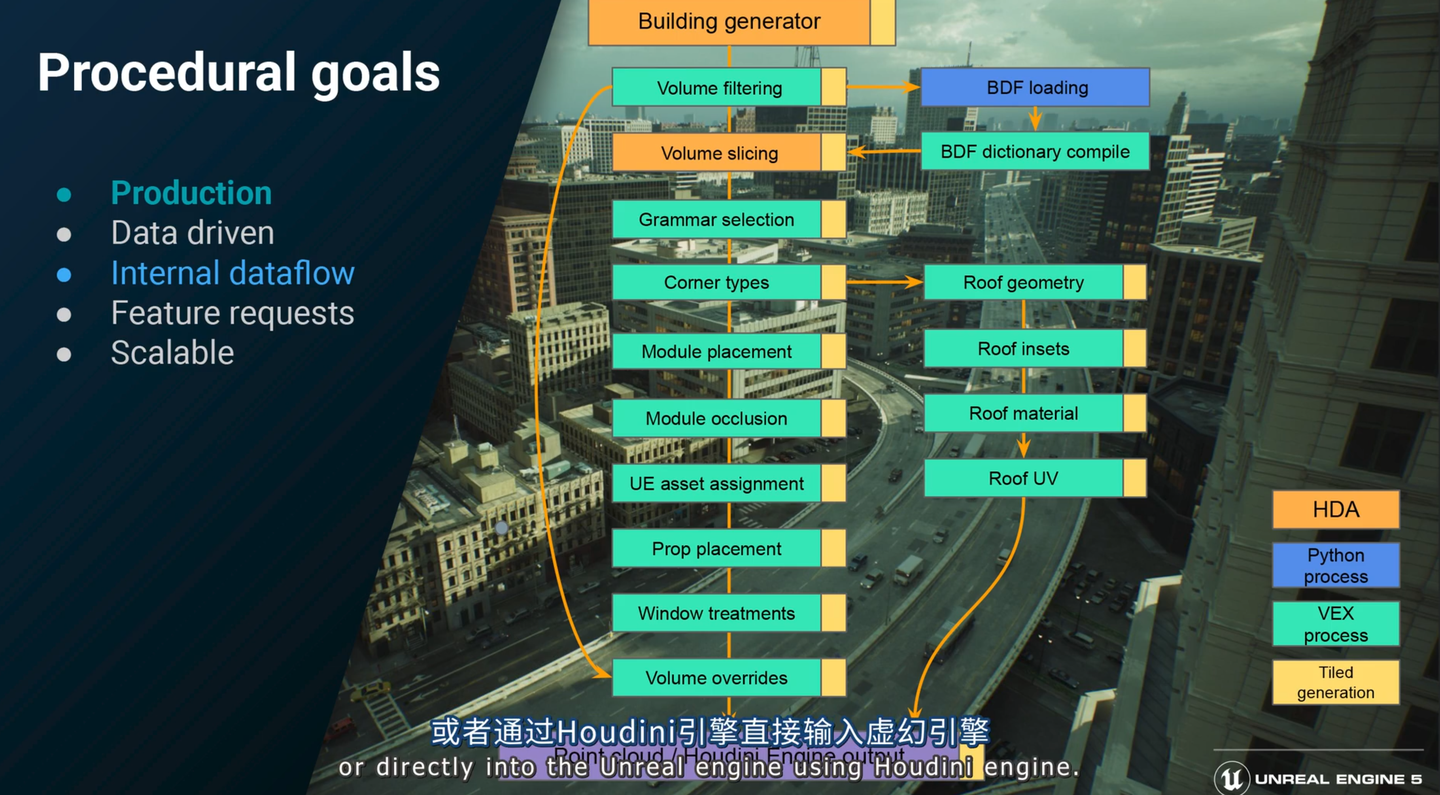 Procedural goals
Production
Data driven
Internal dataflow
Feature requests
Scalable
Building generator
Volume filtering
BDF loading
Volume slicing
BDF dictionary compile
Grammar selection
Corner types
Roof geometry
Module placement
Roof insets
Module occlusion
Roof material
UE asset assignment
Roof UV
Prop placement
Window treatments
Volume overrides
Point cloud / Houdini Engine output
HDA
Python
process
VEX
process
Tiled
generation
或者通过Houdini引擎直接输入虚幻引擎
or directly into the Unreal engine using Houdini engine.
UNREAL ENGINE 5